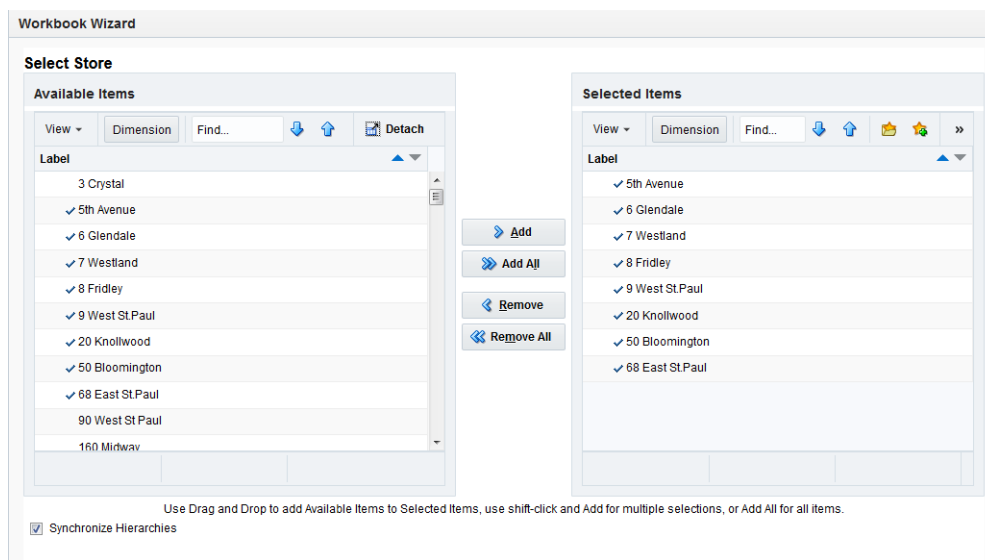 Workbook Wizard
Select Store
Available Items
View
Dimension
Find...
Detach
Label
3 Crystal
5th Avenue
6 Glendale
7 Westland
8 Fridley
9 West St.Paul
20 Knollwood
50 Bloomington
68 East St.Paul
90 West St Paul
160 Midway
Add
Add All
Remove
Remove All
Selected Items
View
Dimension
Find...
»
Label
5th Avenue
6 Glendale
7 Westland
8 Fridley
9 West St.Paul
20 Knollwood
50 Bloomington
68 East St.Paul
Use Drag and Drop to add Available Items to Selected Items, use shift-click and Add for multiple selections, or Add All for all items.
Synchronize Hierarchies